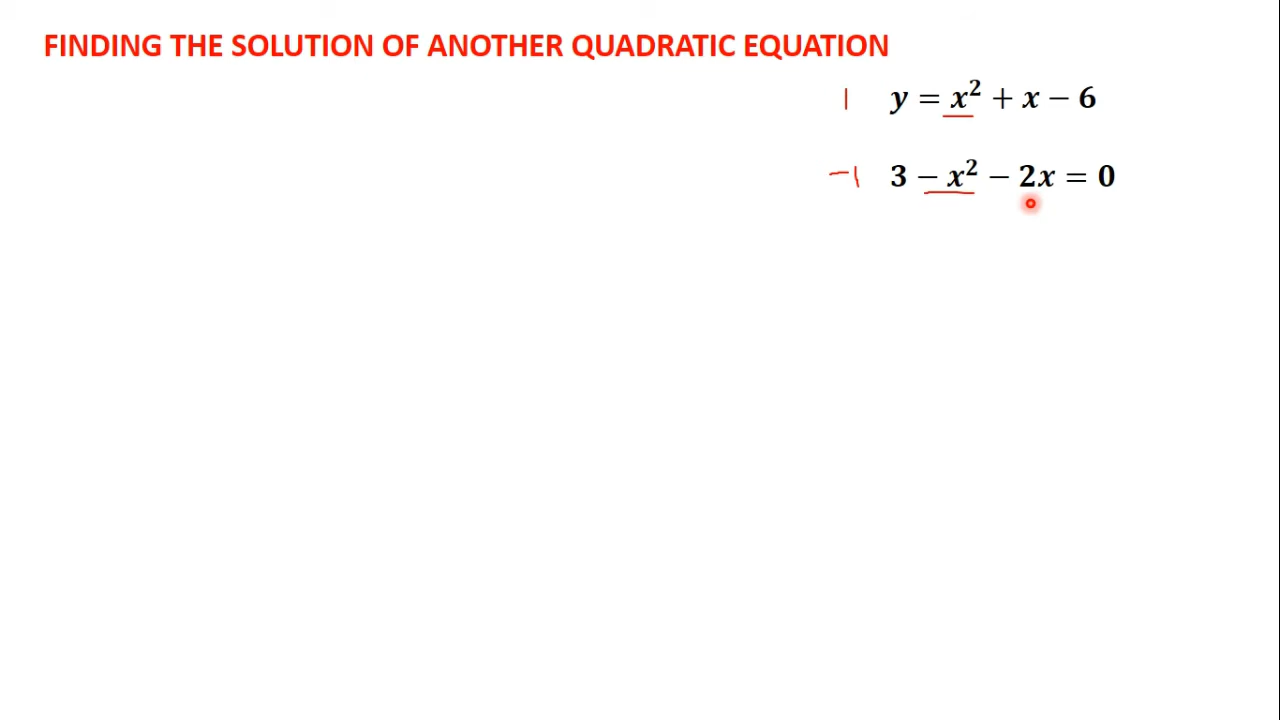 FINDING THE SOLUTION OF ANOTHER QUADRATIC EQUATION
1 y = x² + x − 6
−1 3 − x² − 2x = 0